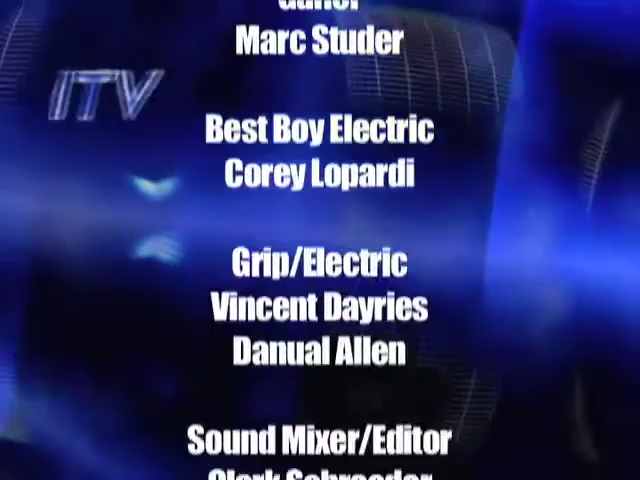 Marc Studer
ITV
Best Boy Electric
Corey Lopardi
Grip/Electric
Vincent Dayries
Danual Allen
Sound Mixer/Editor